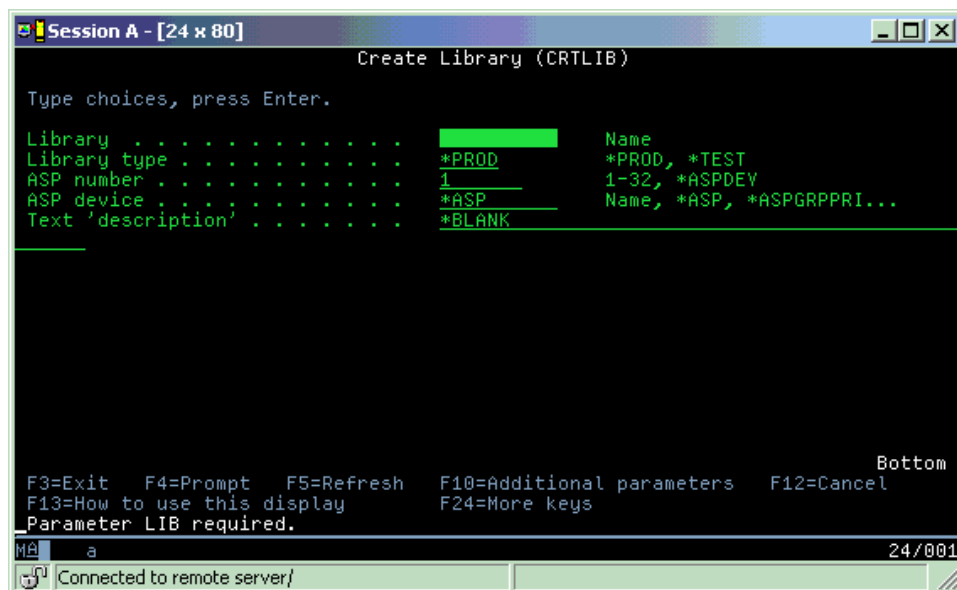 Session A - [24 x 80]
Create Library (CRTLIB)
Type choices, press Enter.
Library . . . . . . . . . . . . Name
Library type . . . . . . . . . . *PROD *PROD, *TEST
ASP number . . . . . . . . . . . 1 1-32, *ASPDEV
ASP device . . . . . . . . . . . *ASP Name, *ASP, *ASPGRPPRI...
Text 'description' . . . . . . . *BLANK
Bottom
F3=Exit F4=Prompt F5=Refresh F10=Additional parameters F12=Cancel
F13=How to use this display F24=More keys
Parameter LIB required.
MA a 24/001
Connected to remote server/